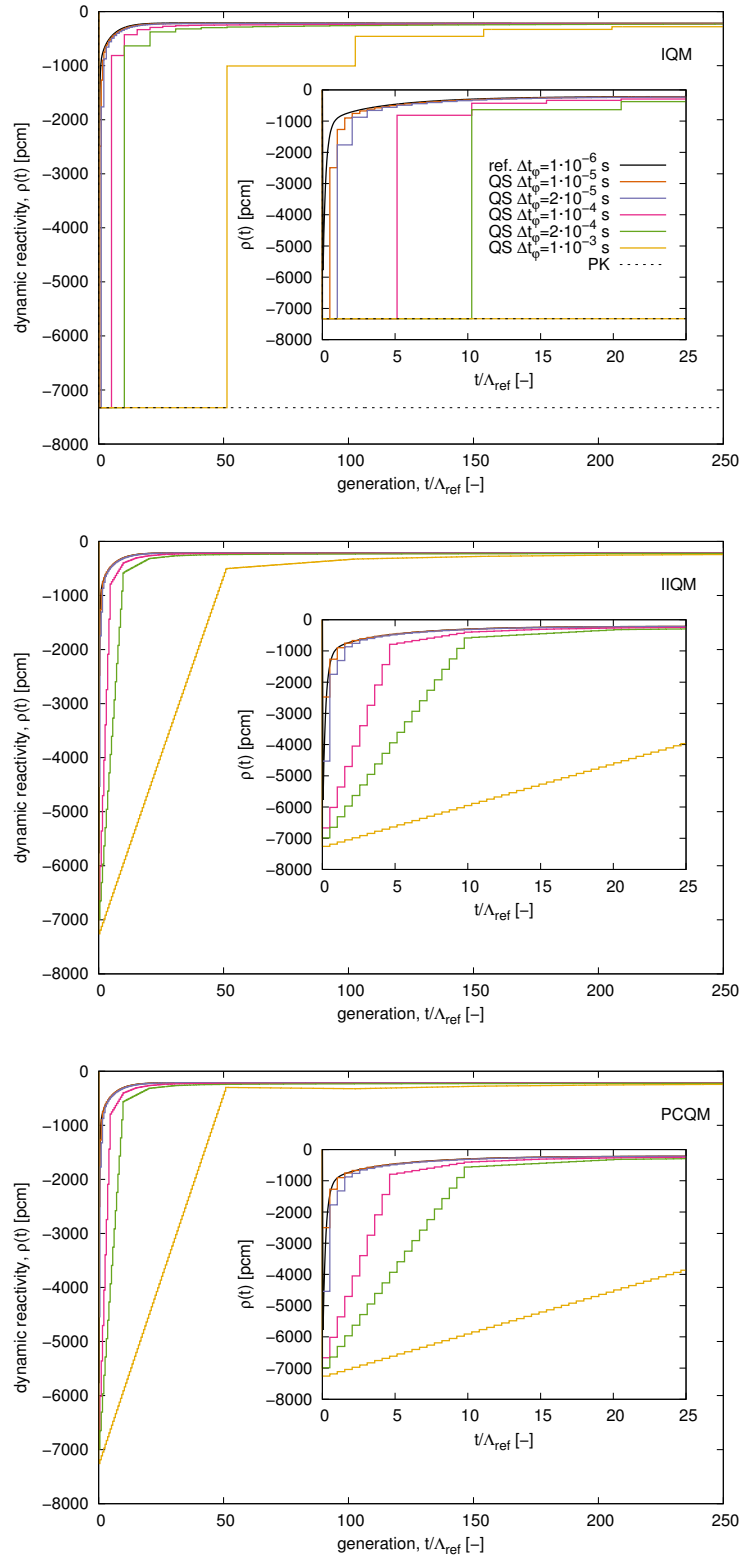 IQM
dynamic reactivity, ρ(t) [pcm]
0
−1000
−2000
−3000
−4000
−5000
−6000
−7000
−8000
0 50 100 150 200 250
generation, t/Λref [−]
ρ(t) [pcm]
0
−1000
−2000
−3000
−4000
−5000
−6000
−7000
−8000
0 5 10 15 20 25
t/Λref [−]
ref. Δtφ=1·10−6 s
QS Δtφ=1·10−5 s
QS Δtφ=2·10−5 s
QS Δtφ=1·10−4 s
QS Δtφ=2·10−4 s
QS Δtφ=1·10−3 s
PK
IIQM
dynamic reactivity, ρ(t) [pcm]
0
−1000
−2000
−3000
−4000
−5000
−6000
−7000
−8000
0 50 100 150 200 250
generation, t/Λref [−]
ρ(t) [pcm]
0
−1000
−2000
−3000
−4000
−5000
−6000
−7000
−8000
0 5 10 15 20 25
t/Λref [−]
PCQM
dynamic reactivity, ρ(t) [pcm]
0
−1000
−2000
−3000
−4000
−5000
−6000
−7000
−8000
0 50 100 150 200 250
generation, t/Λref [−]
ρ(t) [pcm]
0
−1000
−2000
−3000
−4000
−5000
−6000
−7000
−8000
0 5 10 15 20 25
t/Λref [−]